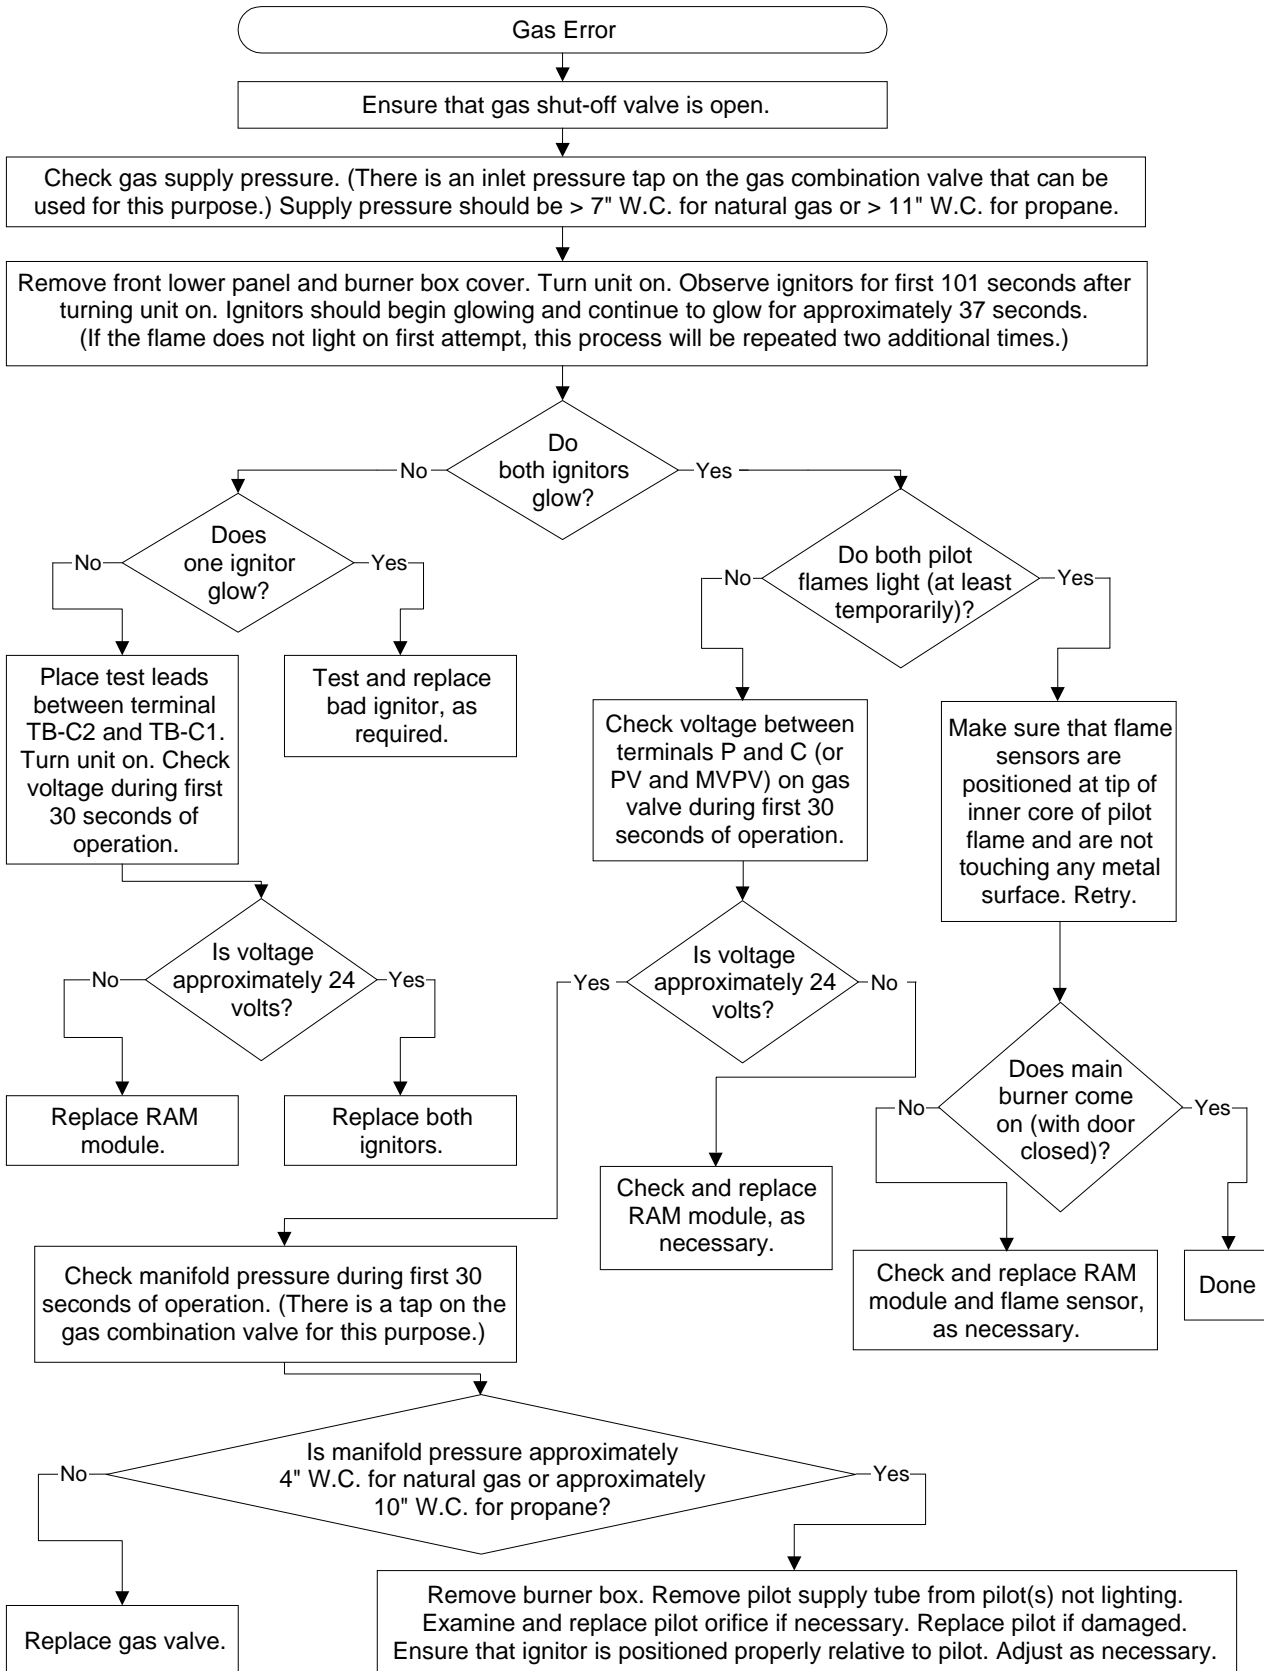 Gas Error
Ensure that gas shut-off valve is open.
Check gas supply pressure. (There is an inlet pressure tap on the gas combination valve that can be
used for this purpose.) Supply pressure should be > 7" W.C. for natural gas or > 11" W.C. for propane.
Remove front lower panel and burner box cover. Turn unit on. Observe ignitors for first 101 seconds after
turning unit on. Ignitors should begin glowing and continue to glow for approximately 37 seconds.
(If the flame does not light on first attempt, this process will be repeated two additional times.)
Do
both ignitors
glow?
No
Yes
Does
one ignitor
glow?
No
Yes
Do both pilot
flames light (at least
temporarily)?
No
Yes
Place test leads
between terminal
TB-C2 and TB-C1.
Turn unit on. Check
voltage during first
30 seconds of
operation.
Test and replace
bad ignitor, as
required.
Check voltage between
terminals P and C (or
PV and MVPV) on gas
valve during first 30
seconds of operation.
Make sure that flame
sensors are
positioned at tip of
inner core of pilot
flame and are not
touching any metal
surface. Retry.
Is voltage
approximately 24
volts?
No
Yes
Is voltage
approximately 24
volts?
Yes
No
Does main
burner come
on (with door
closed)?
No
Yes
Replace RAM
module.
Replace both
ignitors.
Check and replace
RAM module, as
necessary.
Check and replace RAM
module and flame sensor,
as necessary.
Done
Check manifold pressure during first 30
seconds of operation. (There is a tap on the
gas combination valve for this purpose.)
Is manifold pressure approximately
4" W.C. for natural gas or approximately
10" W.C. for propane?
No
Yes
Replace gas valve.
Remove burner box. Remove pilot supply tube from pilot(s) not lighting.
Examine and replace pilot orifice if necessary. Replace pilot if damaged.
Ensure that ignitor is positioned properly relative to pilot. Adjust as necessary.